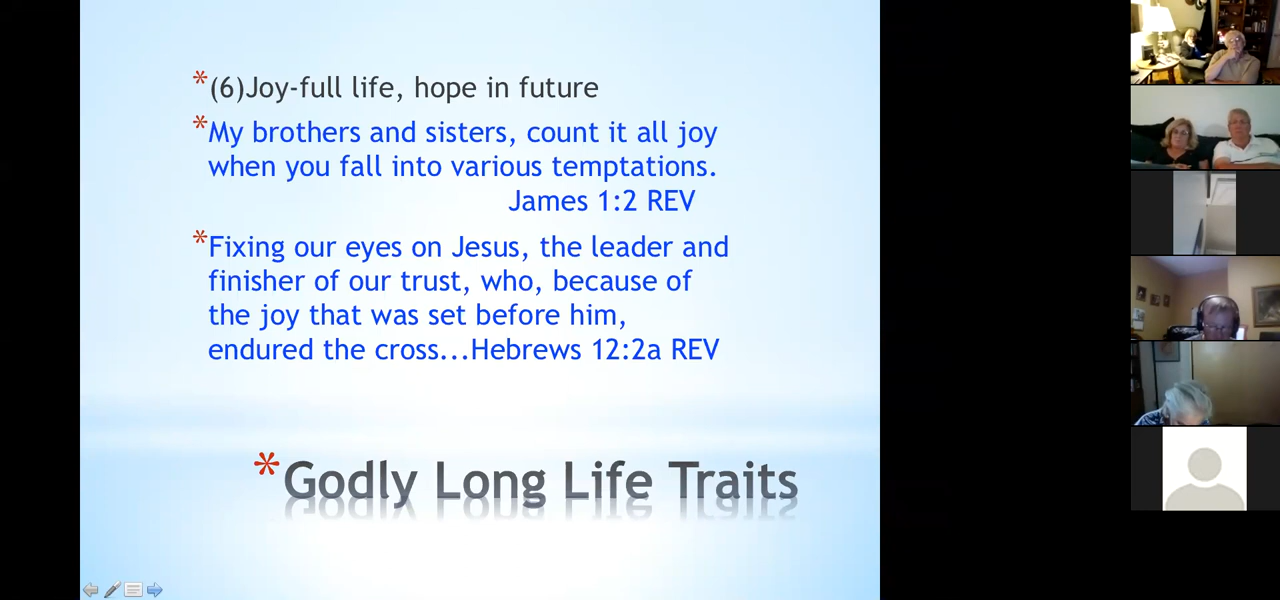 *(6)Joy-full life, hope in future
*My brothers and sisters, count it all joy
when you fall into various temptations.
James 1:2 REV
*Fixing our eyes on Jesus, the leader and
finisher of our trust, who, because of
the joy that was set before him,
endured the cross...Hebrews 12:2a REV
*Godly Long Life Traits